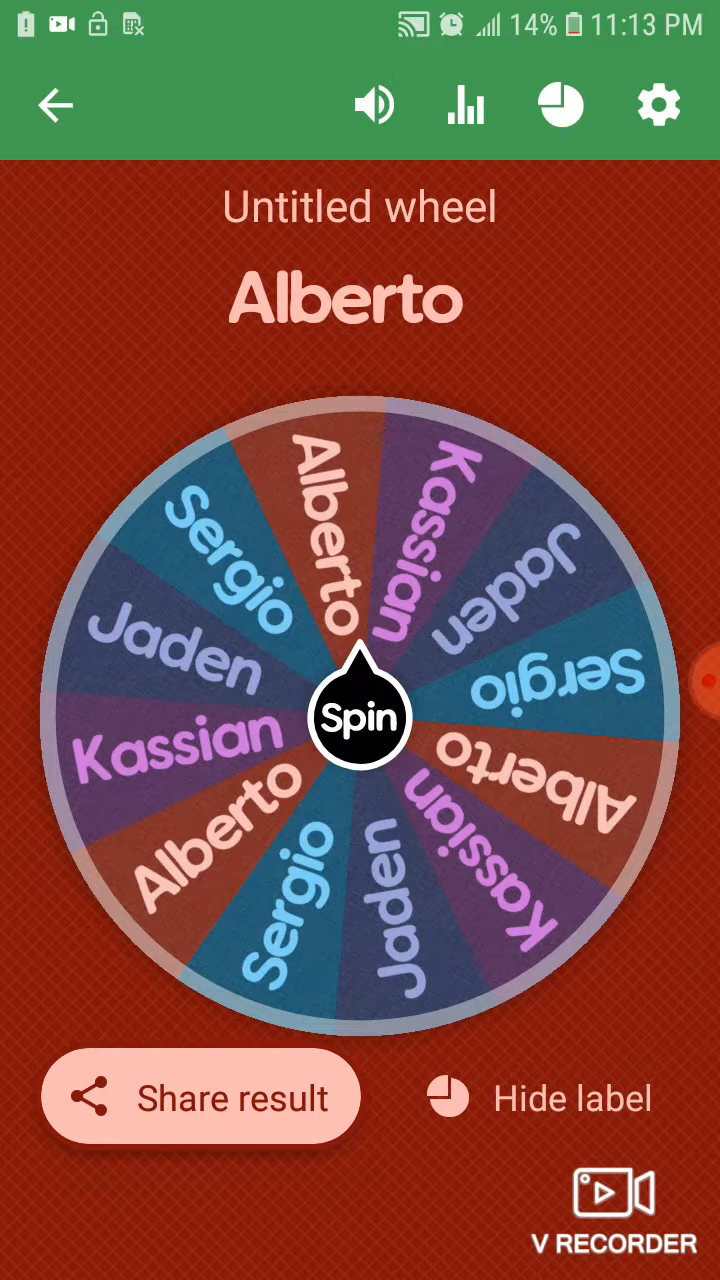 14% 11:13 PM
Untitled wheel
Alberto
Alberto
Kassian
Jaden
Sergio
Alberto
Kassian
Jaden
Sergio
Alberto
Kassian
Jaden
Sergio
Spin
Share result
Hide label
V RECORDER